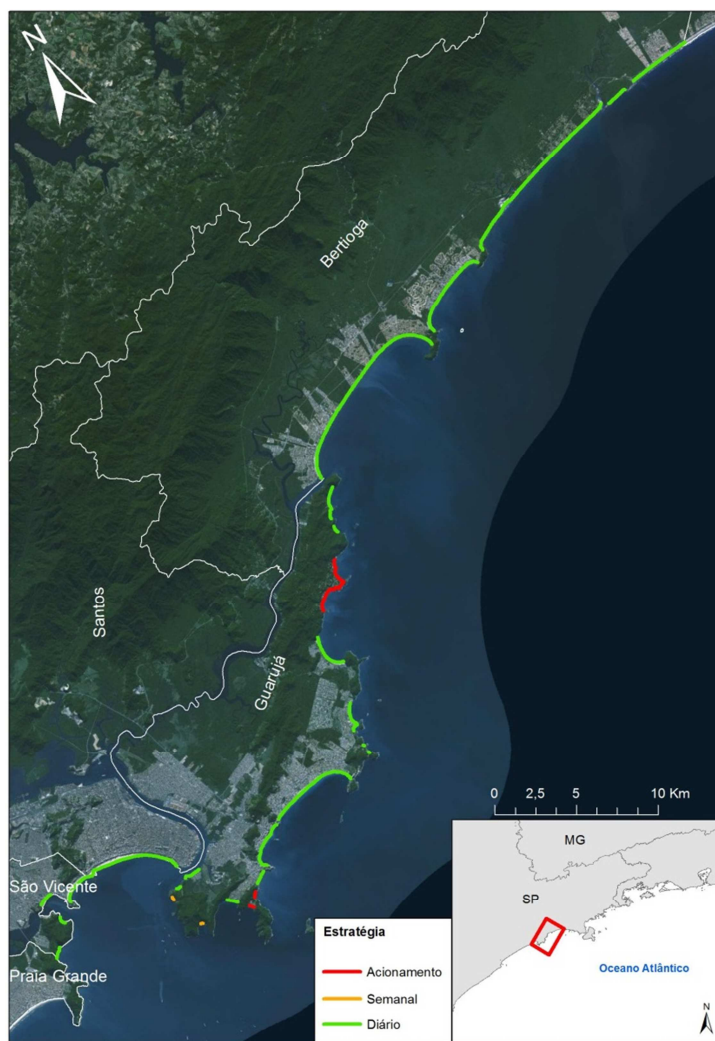 N
Bertioga
Santos
Guarujá
0 2,5 5 10 Km
São Vicente
Praia Grande
Estratégia
Acionamento
Semanal
Diário
MG
SP
Oceano Atlântico
N